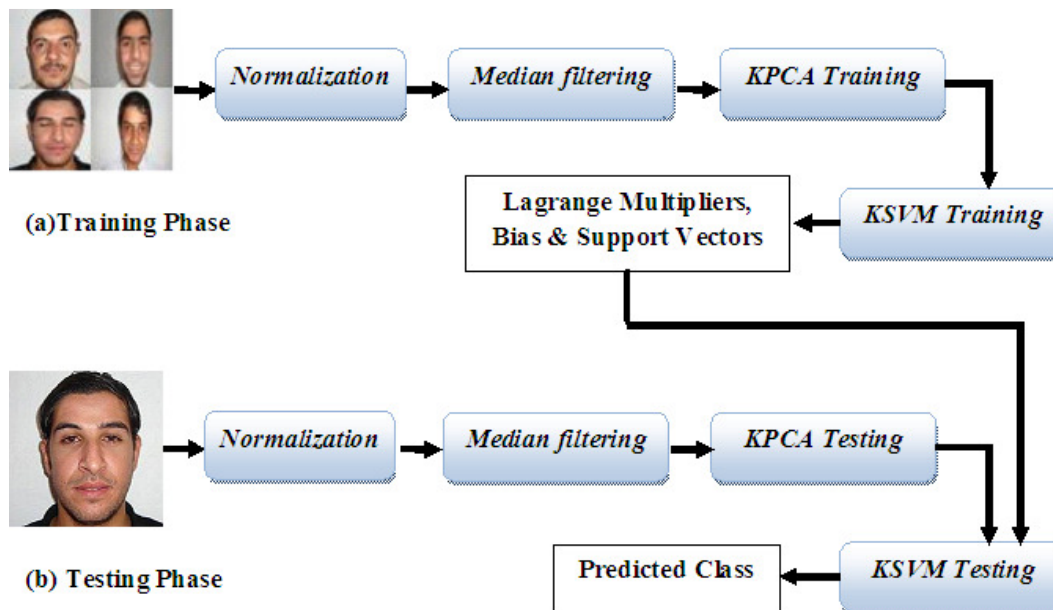 Normalization
Median filtering
KPCA Training
KSVM Training
Lagrange Multipliers,
Bias & Support Vectors
(a)Training Phase
Normalization
Median filtering
KPCA Testing
KSVM Testing
Predicted Class
(b) Testing Phase